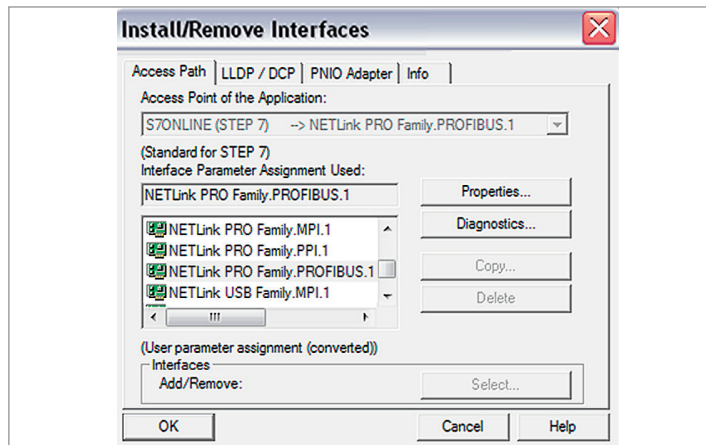 Install/Remove Interfaces
Access Path LLDP / DCP PNIO Adapter Info
Access Point of the Application:
S7ONLINE (STEP 7) --> NETLink PRO Family.PROFIBUS.1
(Standard for STEP 7)
Interface Parameter Assignment Used:
NETLink PRO Family.PROFIBUS.1
Properties...
NETLink PRO Family.MPI.1
Diagnostics...
NETLink PRO Family.PPI.1
NETLink PRO Family.PROFIBUS.1
Copy...
NETLink USB Family.MPI.1
Delete
(User parameter assignment (converted))
Interfaces
Add/Remove:
Select...
OK
Cancel
Help